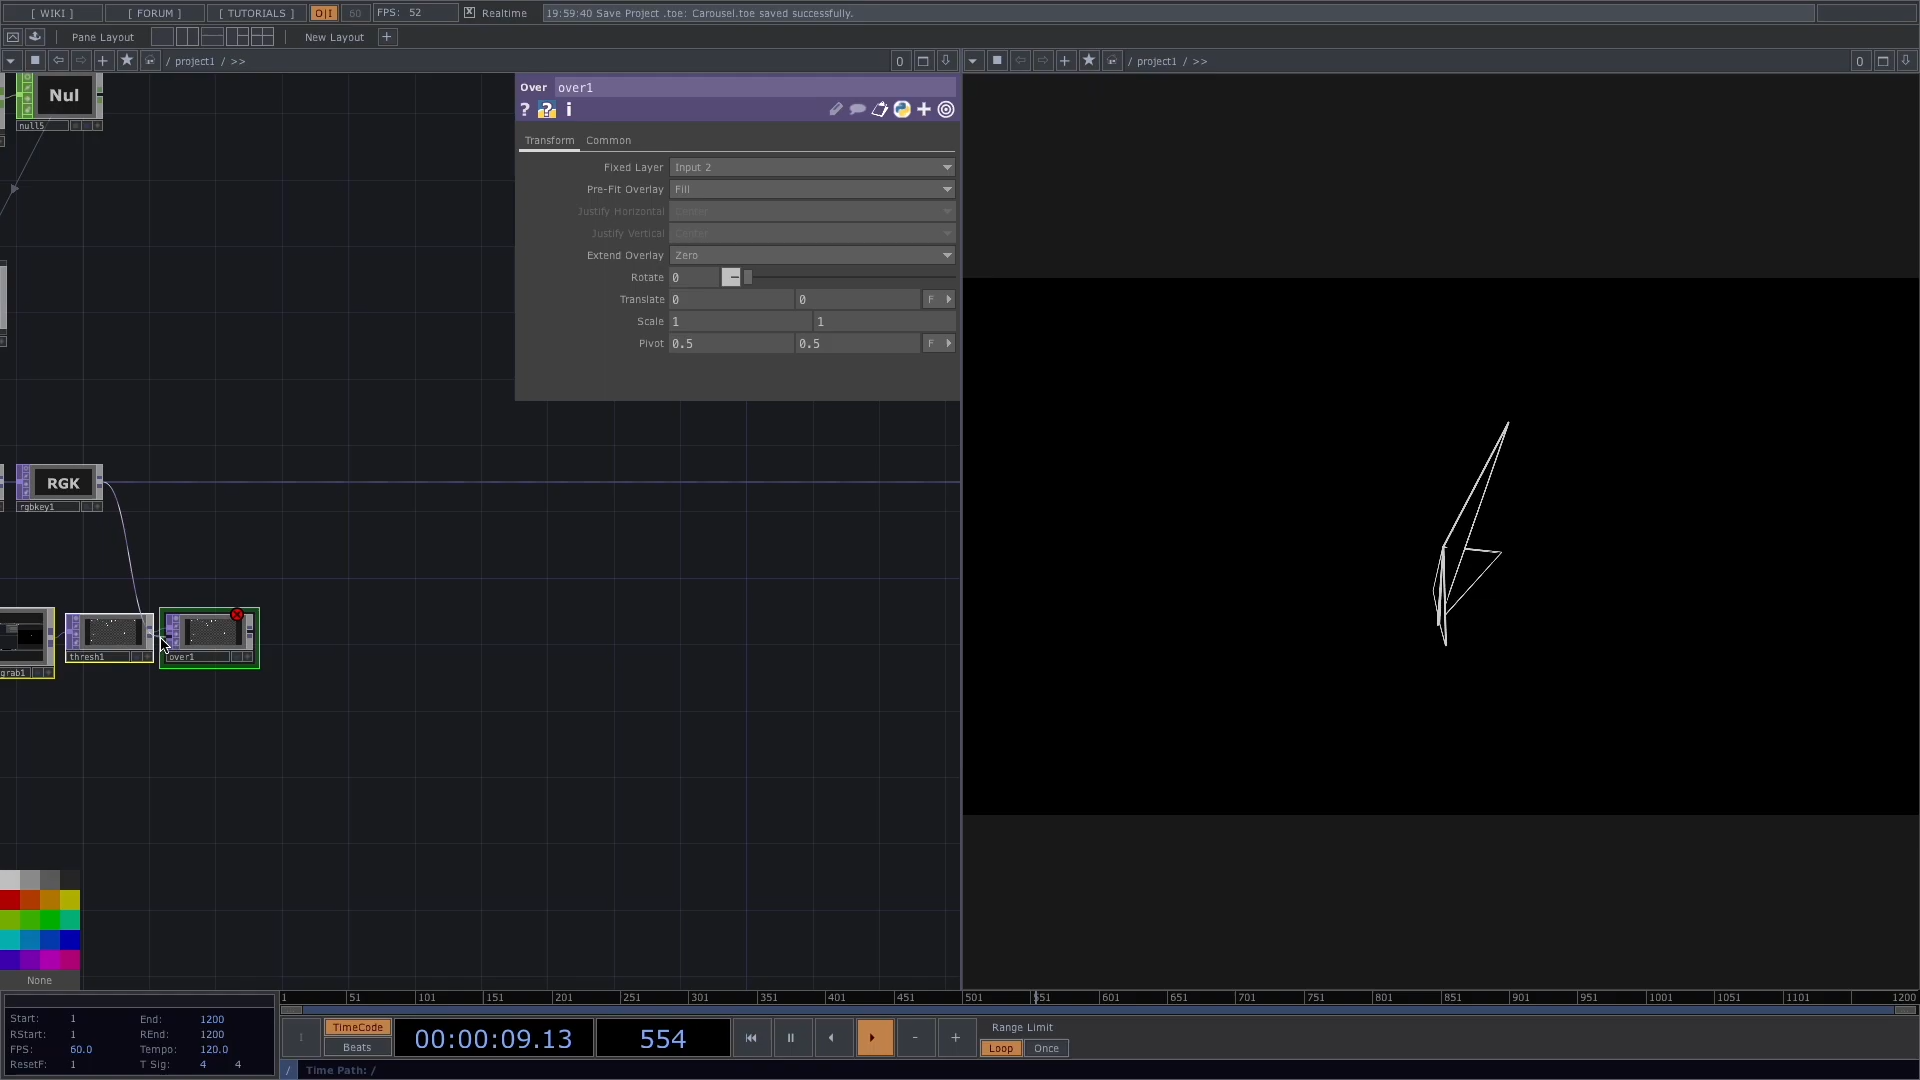 [ WIKI ] [ FORUM ] [ TUTORIALS ] O|I 60 FPS: 52 Realtime 19:59:40 Save Project .toe: Carousel.toe saved successfully.
Pane Layout New Layout +
/ project1 / >> 0 / project1 / >> 0
Nul
null5
Over over1
? ? i
Transform Common
Fixed Layer Input 2
Pre-Fit Overlay Fill
Justify Horizontal Center
Justify Vertical Center
Extend Overlay Zero
Rotate 0
Translate 0 0 F
Scale 1 1
Pivot 0.5 0.5 F
RGK
rgbkey1
thresh1 over1
grab1
None
1 51 101 151 201 251 301 351 401 451 501 551 601 651 701 751 801 851 901 951 1001 1051 1101 1200
Start: 1 End: 1200
RStart: 1 REnd: 1200
FPS: 60.0 Tempo: 120.0
ResetF: 1 T Sig: 4 4
TimeCode
Beats
00:00:09.13 554
- +
Range Limit
Loop Once
/ Time Path: /